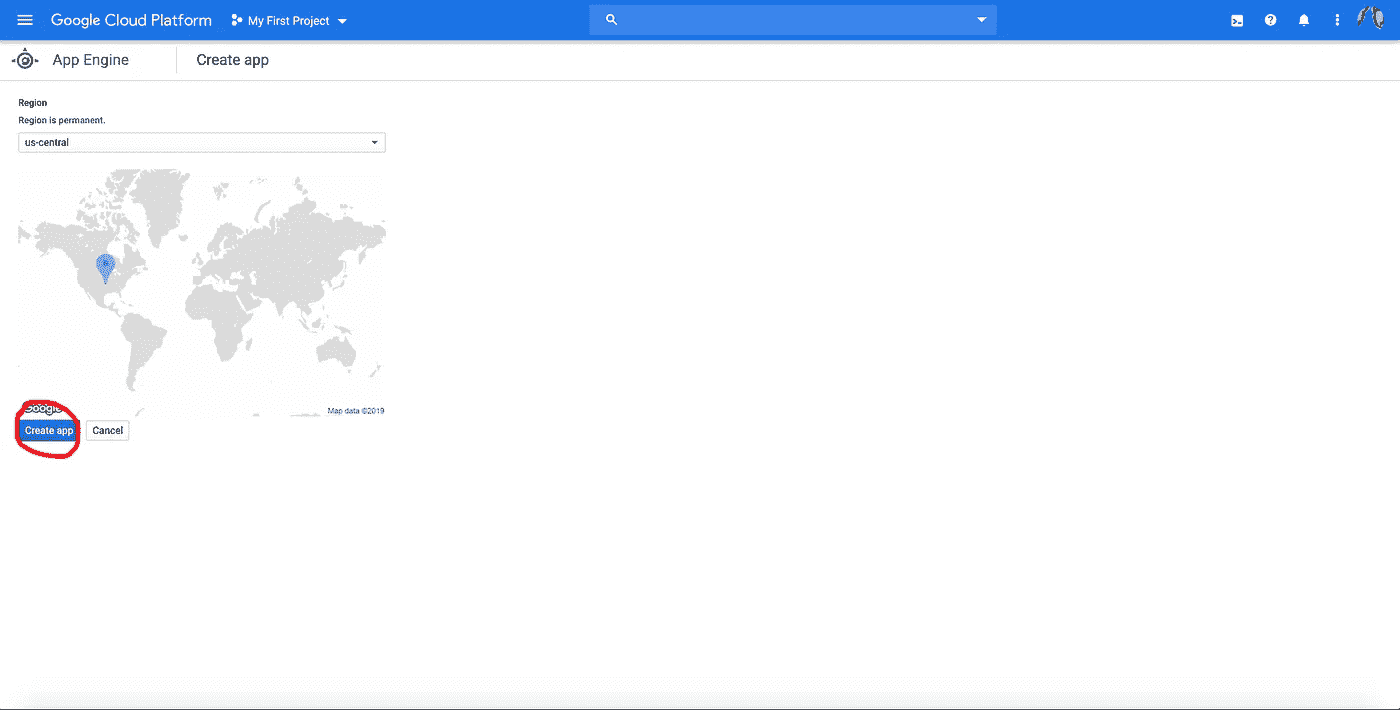 Google Cloud Platform My First Project
App Engine Create app
Region
Region is permanent.
us-central
Google
Map data ©2019
Create app Cancel